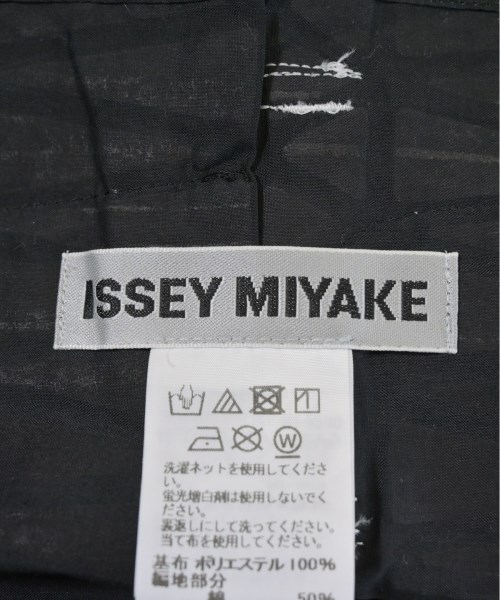 ISSEY MIYAKE
W
洗濯ネットを使用してくださ
い。
蛍光増白剤は使用しないでく
ださい。
裏返しにして洗ってください。
当て布を使用してください。
基布 ポリエステル 100%
編地部分
綿 50%